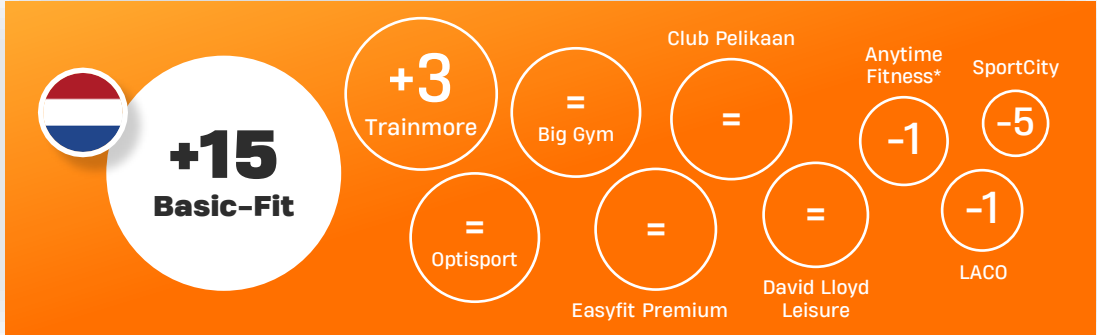 +15
Basic-Fit
+3
Trainmore
=
Big Gym
Club Pelikaan
=
Anytime
Fitness*
-1
SportCity
-5
=
Optisport
=
Easyfit Premium
=
David Lloyd
Leisure
-1
LACO